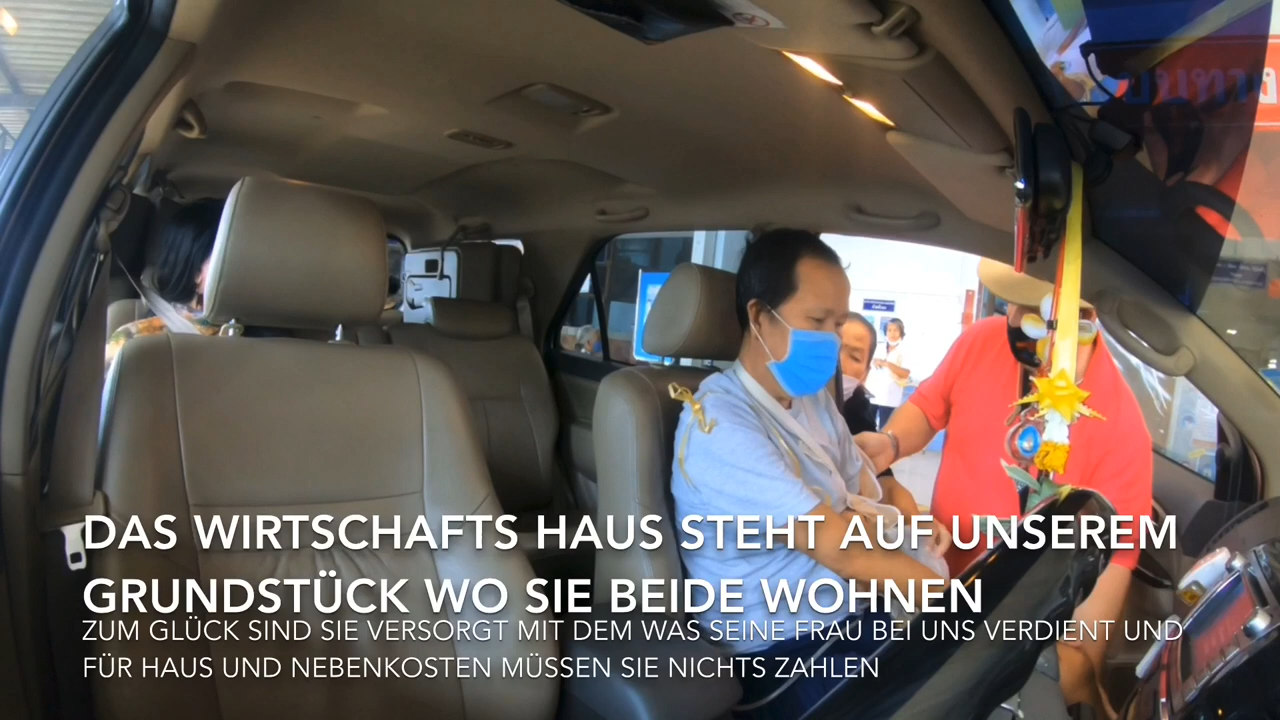 DAS WIRTSCHAFTS HAUS STEHT AUF UNSEREM
GRUNDSTÜCK WO SIE BEIDE WOHNEN
ZUM GLÜCK SIND SIE VERSORGT MIT DEM WAS SEINE FRAU BEI UNS VERDIENT UND
FÜR HAUS UND NEBENKOSTEN MÜSSEN SIE NICHTS ZAHLEN